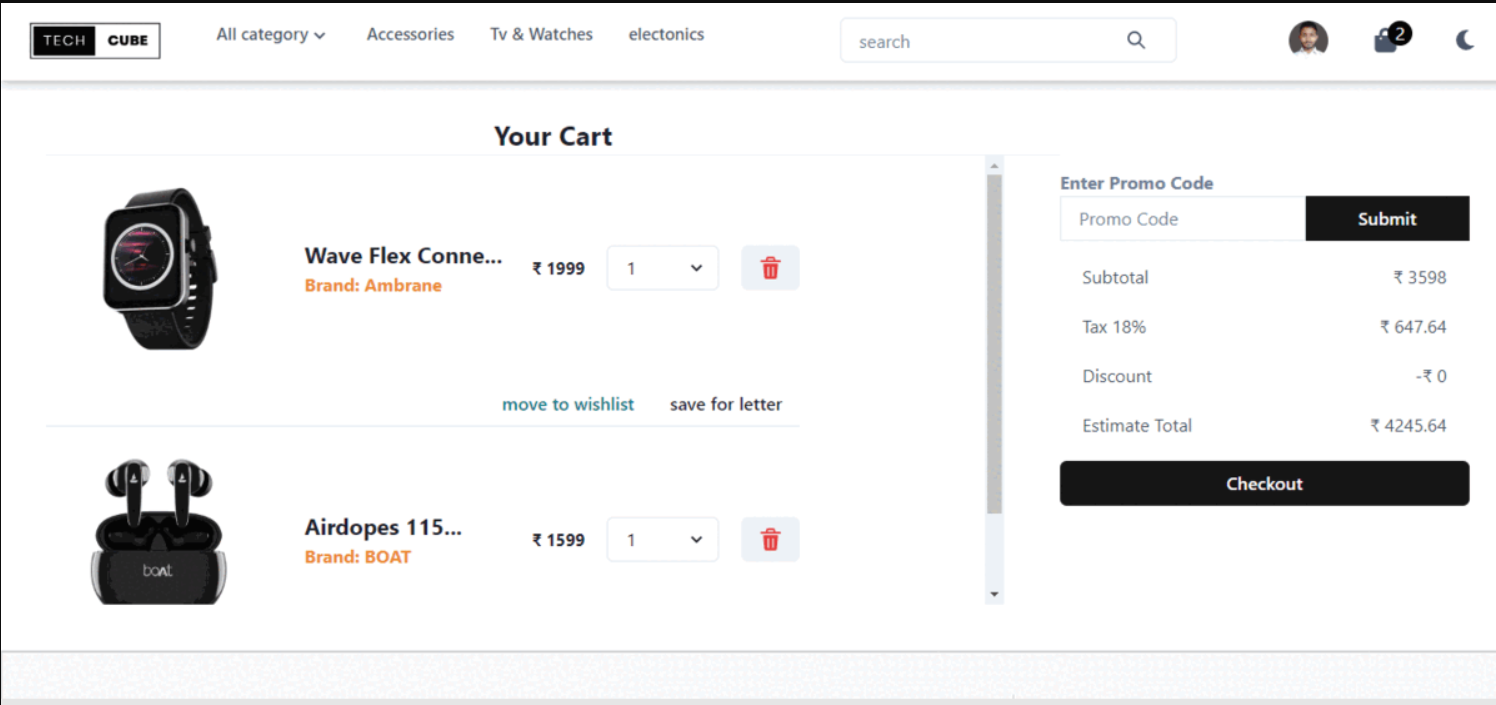 TECH CUBE
All category
Accessories
Tv & Watches
electonics
search
2
Your Cart
Wave Flex Conne...
Brand: Ambrane
₹ 1999
1
move to wishlist
save for letter
boAt
Airdopes 115...
Brand: BOAT
₹ 1599
1
Enter Promo Code
Promo Code
Submit
Subtotal ₹ 3598
Tax 18% ₹ 647.64
Discount -₹ 0
Estimate Total ₹ 4245.64
Checkout